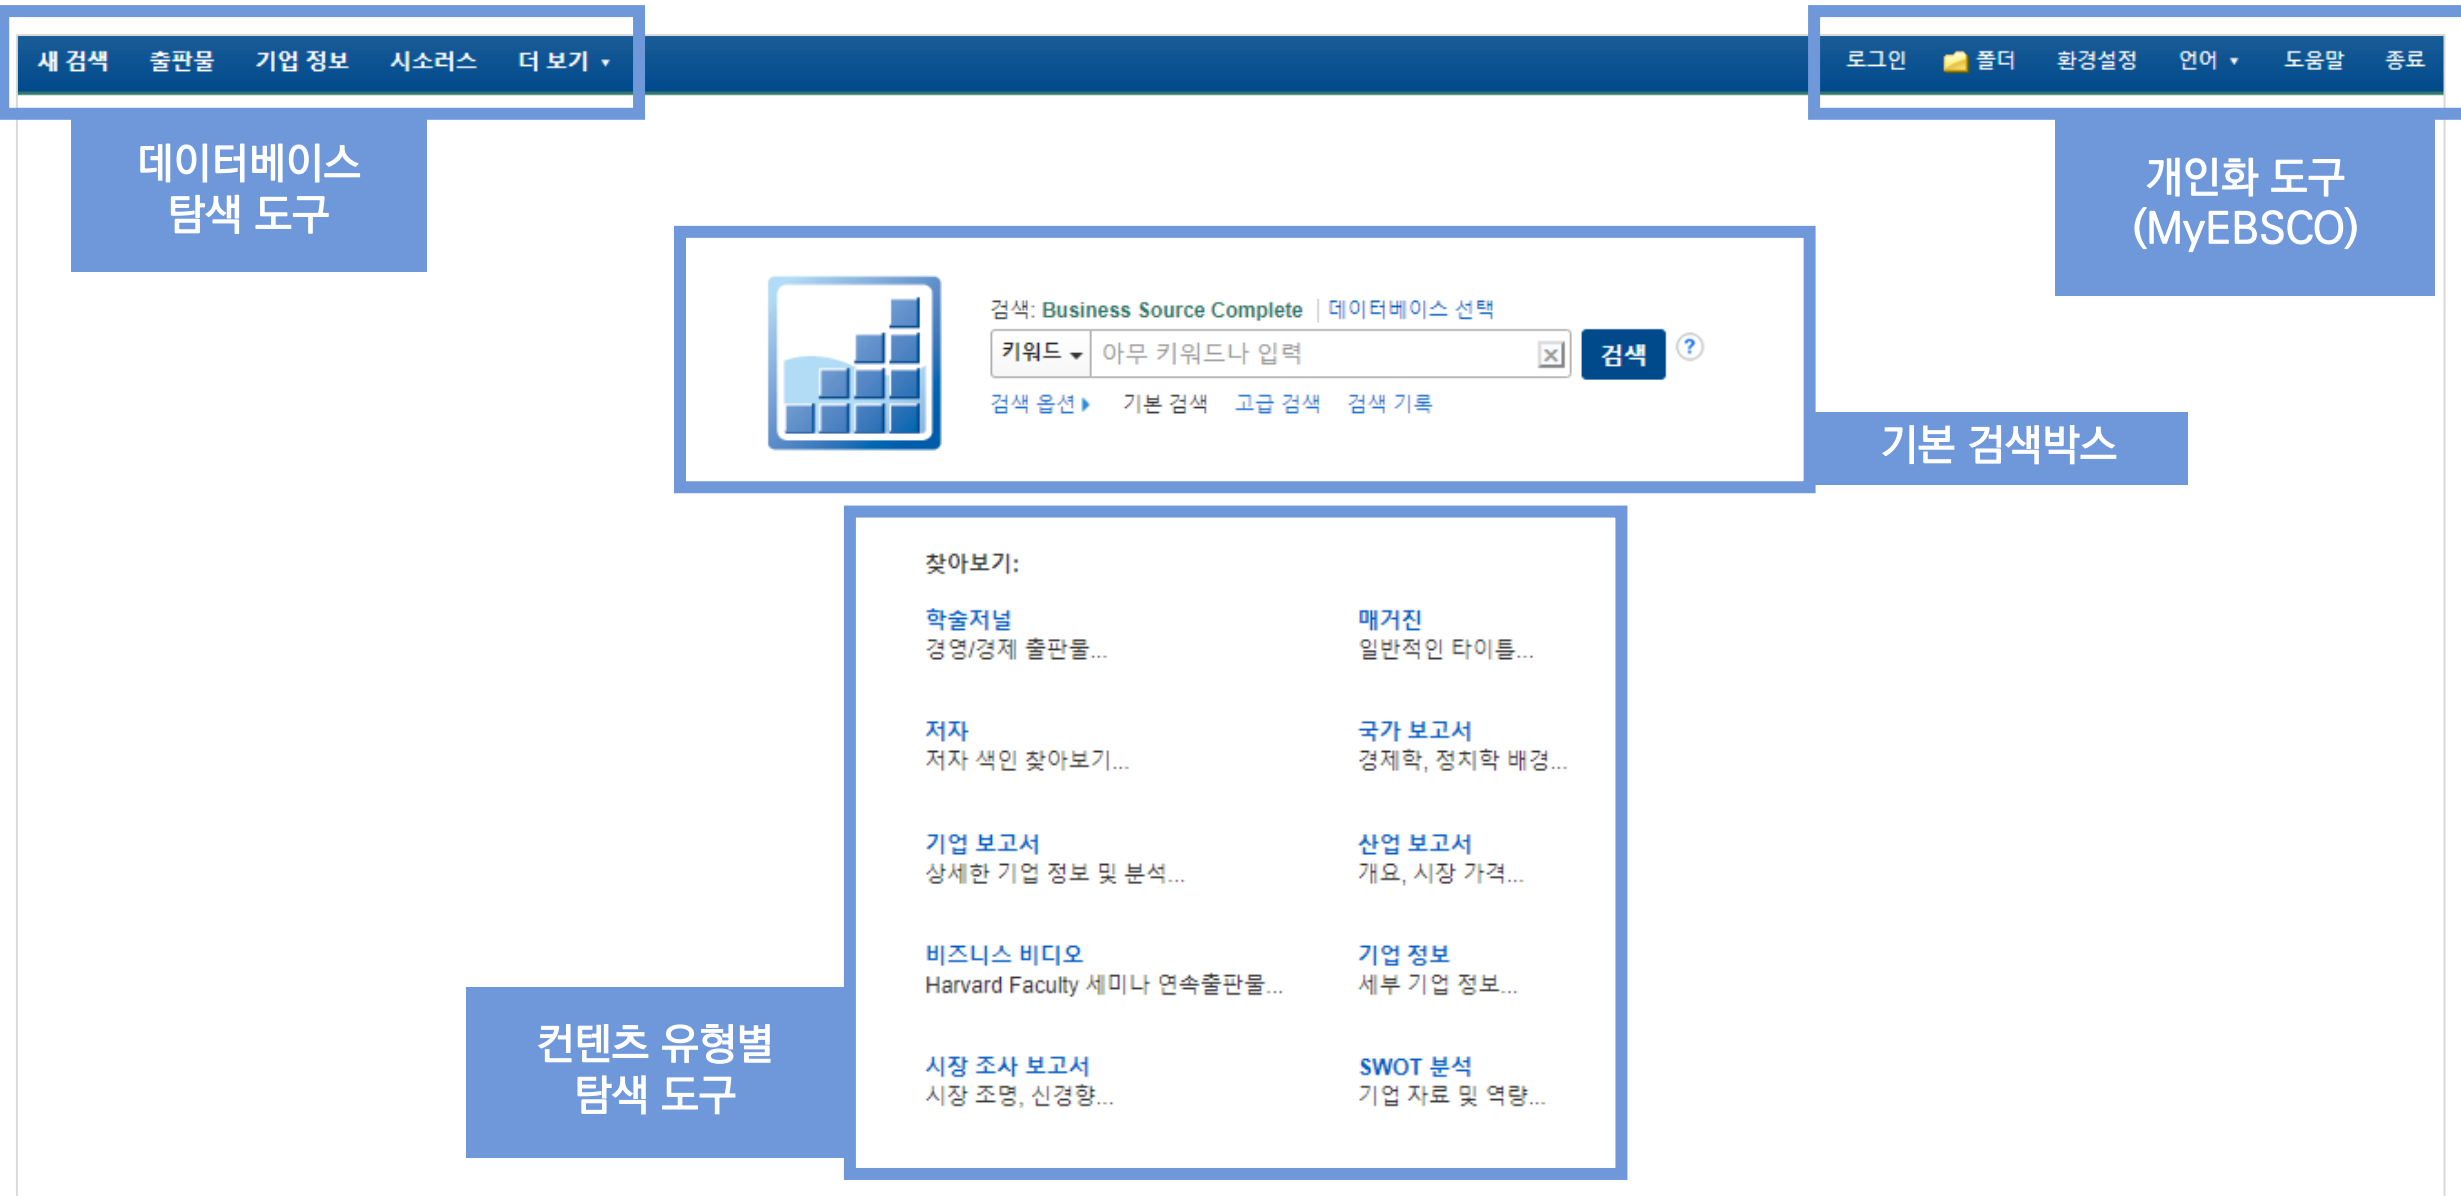 새 검색 출판물 기업 정보 시소러스 더 보기
로그인 폴더 환경설정 언어 도움말 종료
데이터베이스
탐색 도구
개인화 도구
(MyEBSCO)
검색: Business Source Complete 데이터베이스 선택
키워드 아무 키워드나 입력 검색 ?
검색 옵션 기본 검색 고급 검색 검색 기록
기본 검색박스
찾아보기:
학술저널 매거진
경영/경제 출판물... 일반적인 타이틀...
저자 국가 보고서
저자 색인 찾아보기... 경제학, 정치학 배경...
기업 보고서 산업 보고서
상세한 기업 정보 및 분석... 개요, 시장 가격...
비즈니스 비디오 기업 정보
Harvard Faculty 세미나 연속출판물... 세부 기업 정보...
시장 조사 보고서 SWOT 분석
시장 조명, 신경향... 기업 자료 및 역량...
컨텐츠 유형별
탐색 도구